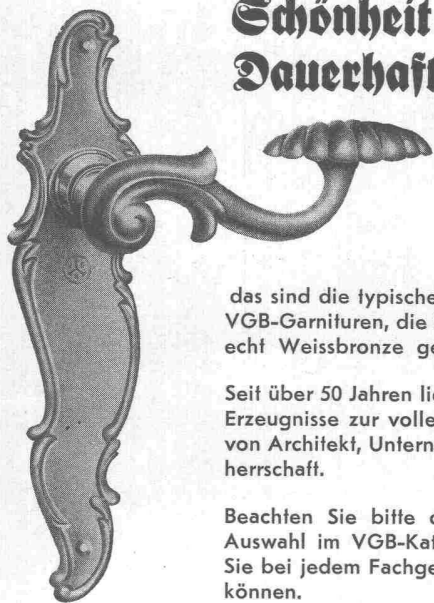 Schönheit
Dauerhaft
das sind die typische
VGB-Garnituren, die
echt Weissbronze ge
Seit über 50 Jahren lie
Erzeugnisse zur volle
von Architekt, Untern
herrschaft.
Beachten Sie bitte
Auswahl im VGB-Kat
Sie bei jedem Fachge
können.